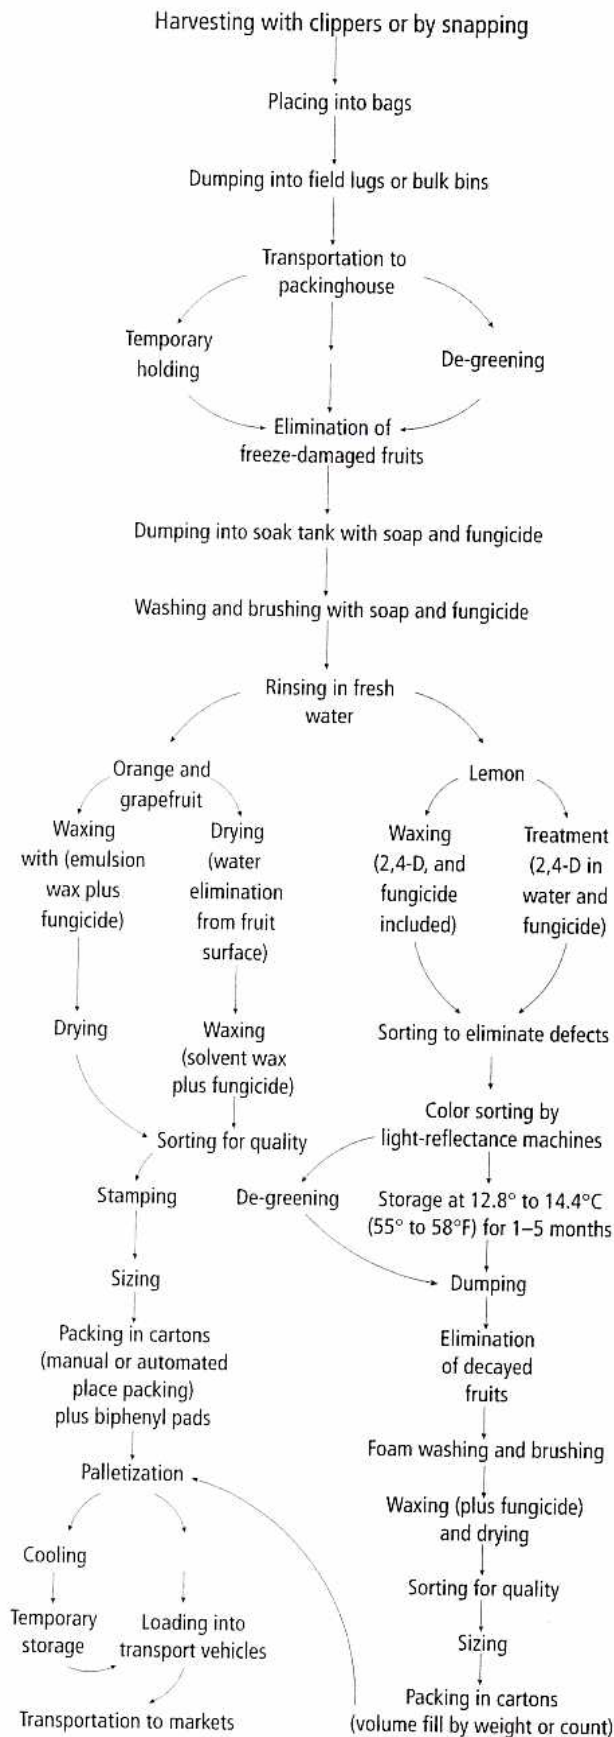 Harvesting with clippers or by snapping
Placing into bags
Dumping into field lugs or bulk bins
Transportation to
packinghouse
Temporary
holding
De-greening
Elimination of
freeze-damaged fruits
Dumping into soak tank with soap and fungicide
Washing and brushing with soap and fungicide
Rinsing in fresh
water
Orange and
grapefruit
Waxing
with (emulsion
wax plus
fungicide)
Drying
Drying
(water
elimination
from fruit
surface)
Waxing
(solvent wax
plus fungicide)
Sorting for quality
Stamping
Sizing
Packing in cartons
(manual or automated
place packing)
plus biphenyl pads
Palletization
Cooling
Temporary
storage
Loading into
transport vehicles
Transportation to markets
Lemon
Waxing
(2,4-D, and
fungicide
included)
Treatment
(2,4-D in
water and
fungicide)
Sorting to eliminate defects
Color sorting by
light-reflectance machines
De-greening
Storage at 12.8° to 14.4°C
(55° to 58°F) for 1–5 months
Dumping
Elimination
of decayed
fruits
Foam washing and brushing
Waxing (plus fungicide)
and drying
Sorting for quality
Sizing
Packing in cartons
(volume fill by weight or count)